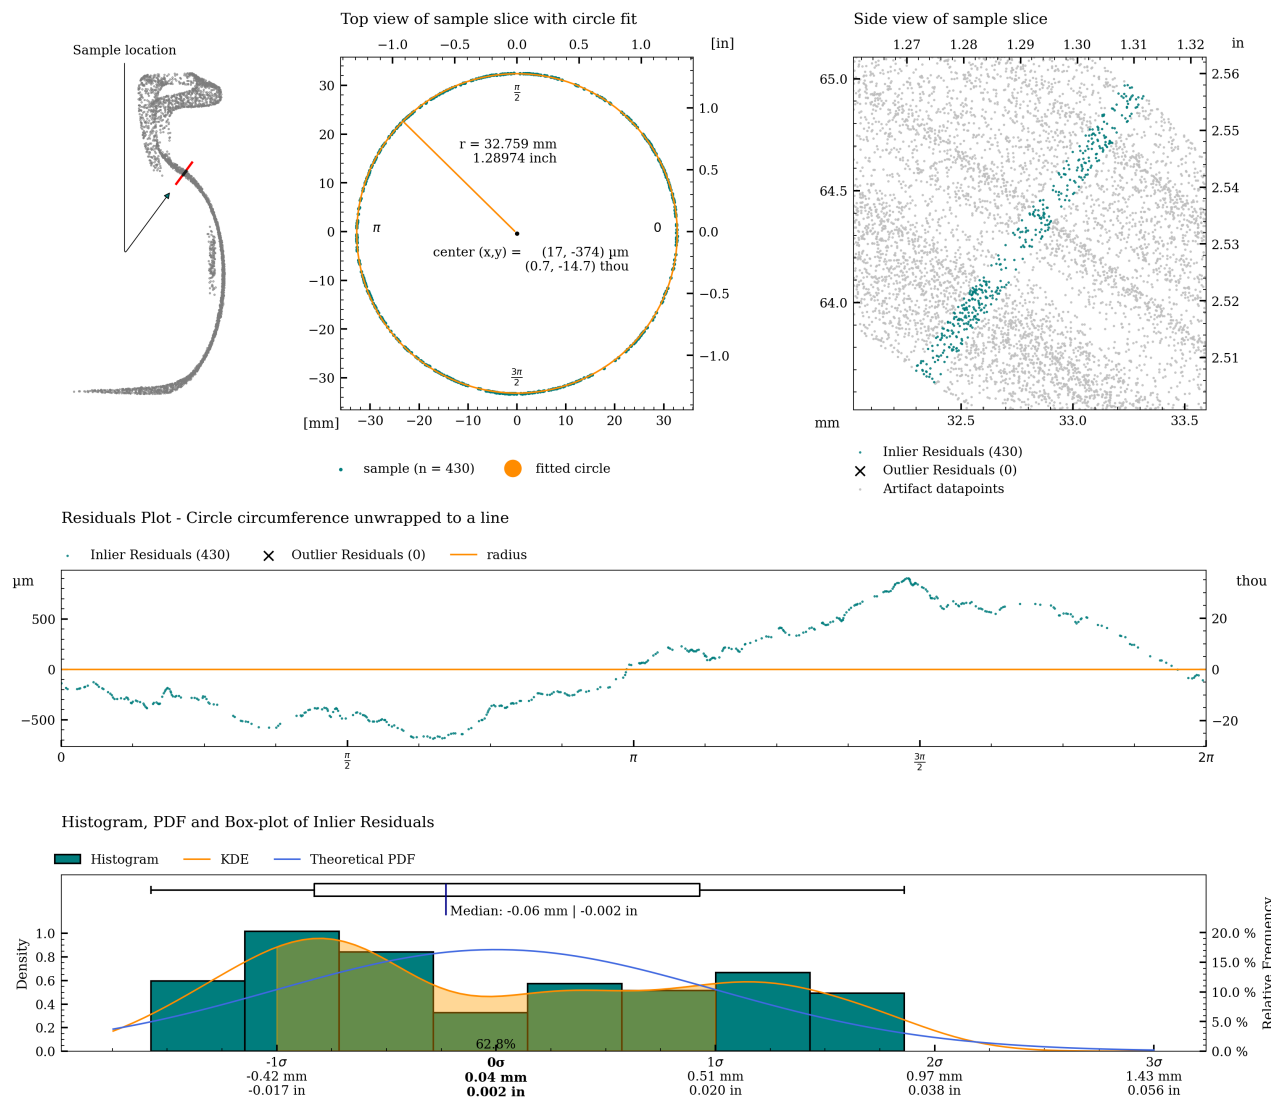 Sample location
Top view of sample slice with circle fit
−1.0 −0.5 0.0 0.5 1.0 [in]
30
20
10
0
−10
−20
−30
π/2
r = 32.759 mm
1.28974 inch
π
0
center (x,y) = (17, -374) µm
(0.7, -14.7) thou
3π/2
1.0
0.5
0.0
−0.5
−1.0
[mm] −30 −20 −10 0 10 20 30
sample (n = 430) fitted circle
Side view of sample slice
1.27 1.28 1.29 1.30 1.31 1.32 in
65.0
64.5
64.0
2.56
2.55
2.54
2.53
2.52
2.51
mm 32.5 33.0 33.5
Inlier Residuals (430)
Outlier Residuals (0)
Artifact datapoints
Residuals Plot - Circle circumference unwrapped to a line
Inlier Residuals (430) Outlier Residuals (0) radius
µm thou
500
0
−500
20
0
−20
0 π/2 π 3π/2 2π
Histogram, PDF and Box-plot of Inlier Residuals
Histogram KDE Theoretical PDF
Median: -0.06 mm | -0.002 in
Density
1.0
0.8
0.6
0.4
0.2
0.0
Relative Frequency
20.0 %
15.0 %
10.0 %
5.0 %
0.0 %
62.8%
-1σ 0σ 1σ 2σ 3σ
-0.42 mm 0.04 mm 0.51 mm 0.97 mm 1.43 mm
-0.017 in 0.002 in 0.020 in 0.038 in 0.056 in